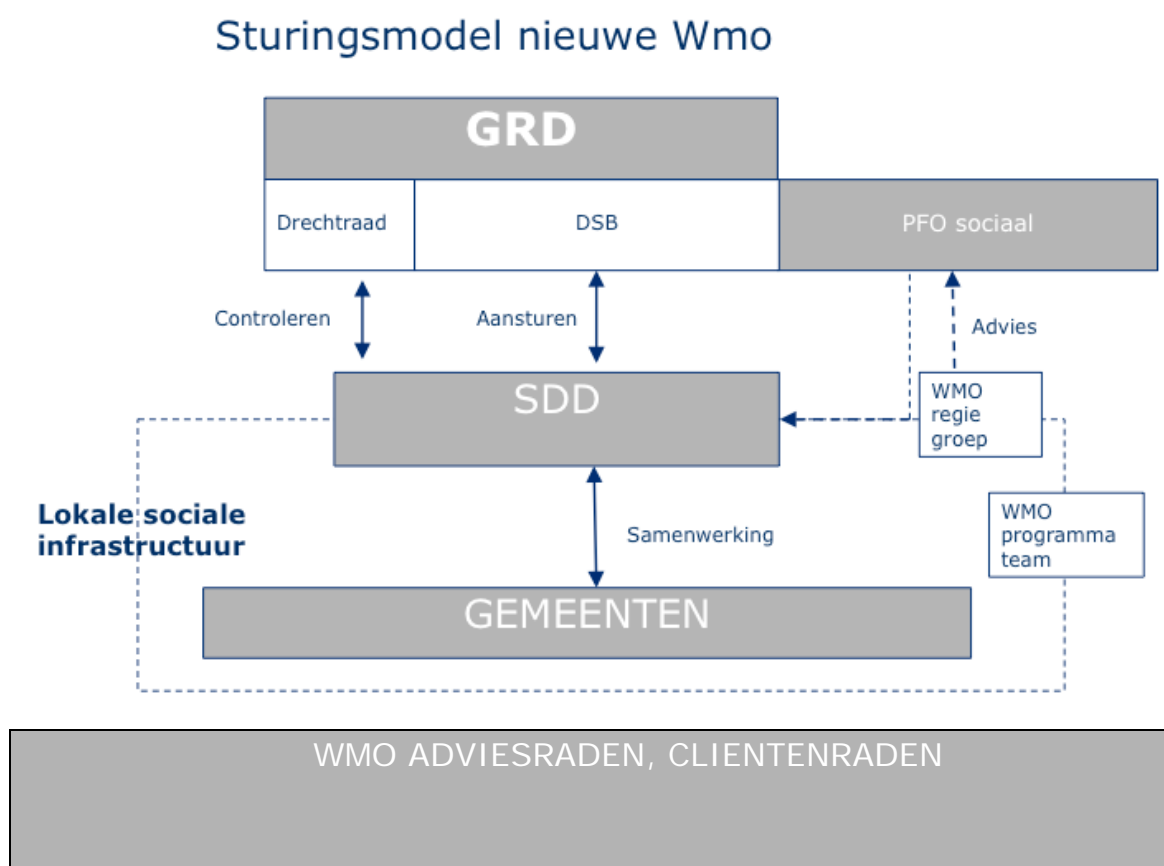 Sturingsmodel nieuwe Wmo
GRD
Drechtraad
DSB
PFO sociaal
Controleren
Aansturen
Advies
SDD
WMO
regie
groep
Lokale sociale
infrastructuur
Samenwerking
WMO
programma
team
GEMEENTEN
WMO ADVIESRADEN, CLIENTENRADEN